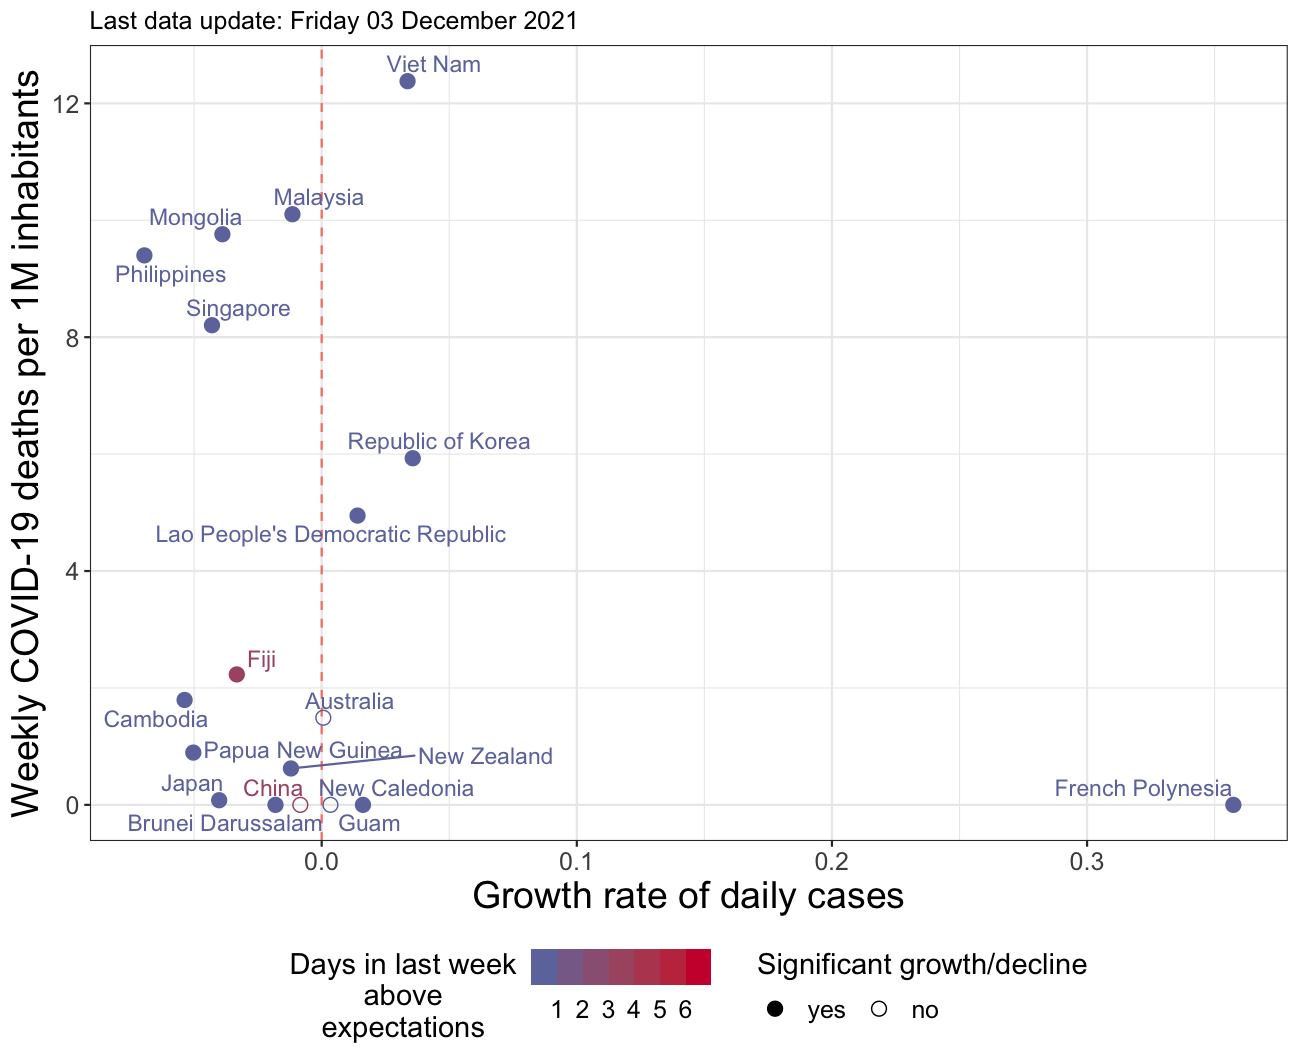 Last data update: Friday 03 December 2021
Weekly COVID-19 deaths per 1M inhabitants
12
8
4
0
Viet Nam
Malaysia
Mongolia
Philippines
Singapore
Republic of Korea
Lao People's Democratic Republic
Fiji
Australia
Cambodia
Papua New Guinea
New Zealand
Japan
China
New Caledonia
French Polynesia
Brunei Darussalam
Guam
0.0 0.1 0.2 0.3
Growth rate of daily cases
Days in last week
above
expectations
1 2 3 4 5 6
Significant growth/decline
yes no